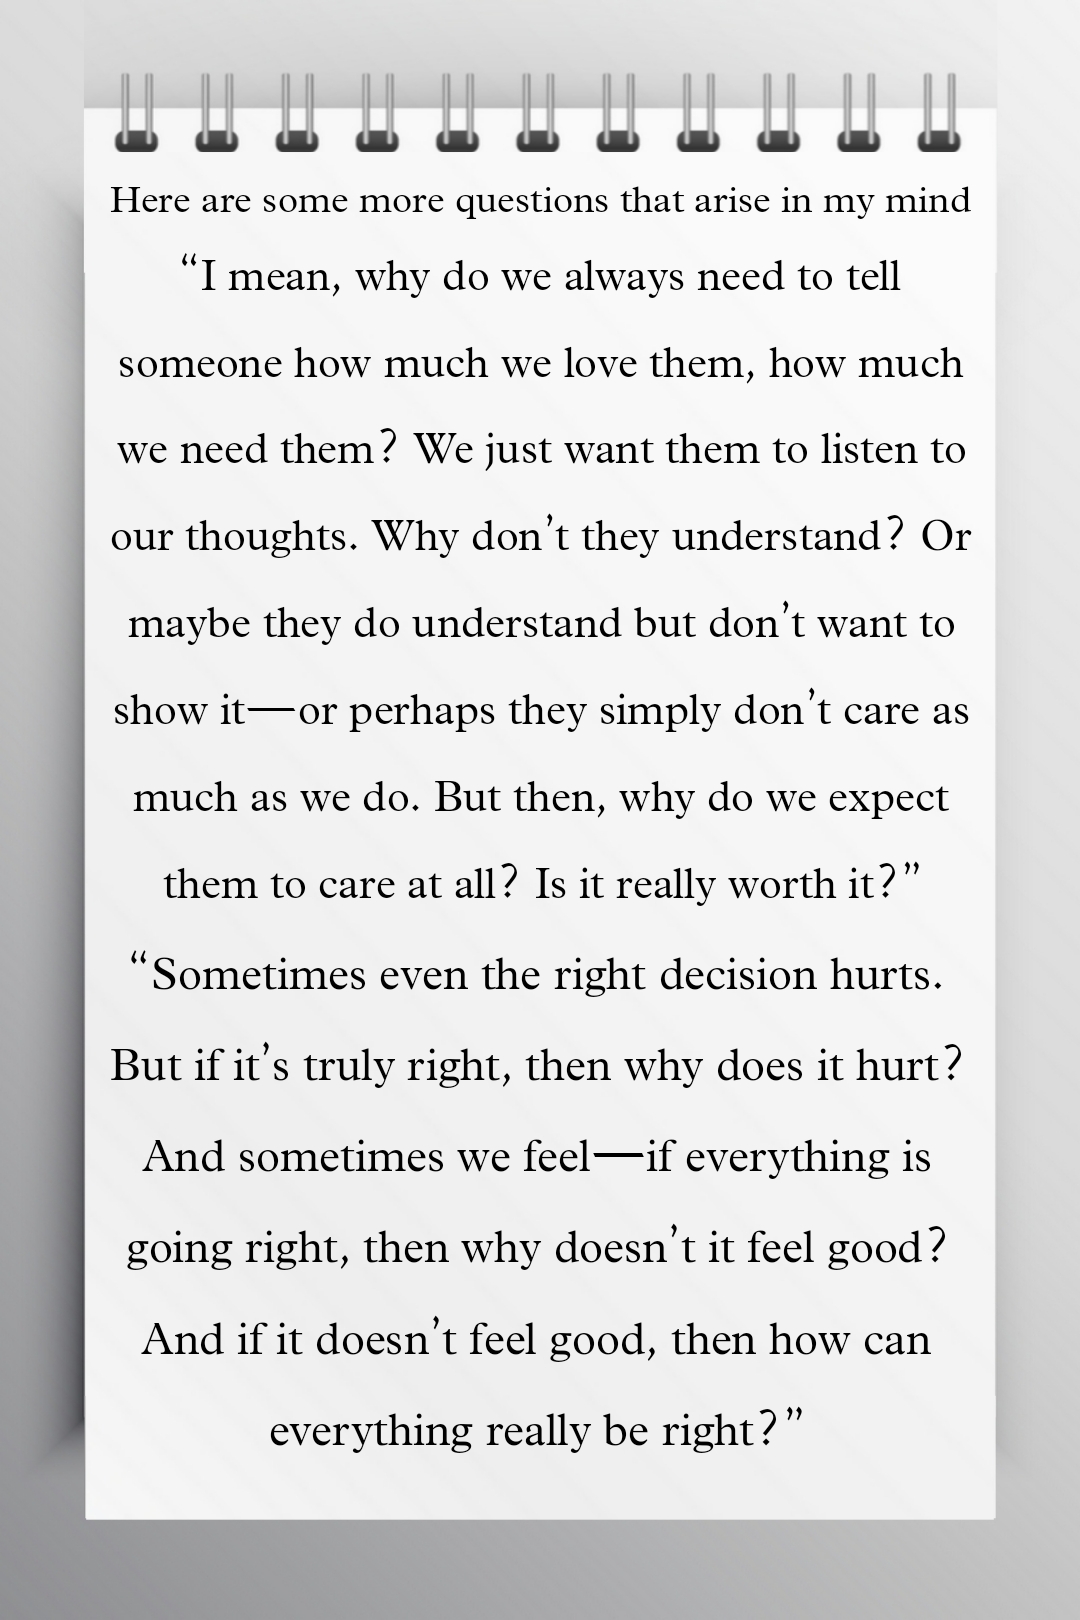 Here are some more questions that arise in my mind
“I mean, why do we always need to tell
someone how much we love them, how much
we need them? We just want them to listen to
our thoughts. Why don’t they understand? Or
maybe they do understand but don’t want to
show it—or perhaps they simply don’t care as
much as we do. But then, why do we expect
them to care at all? Is it really worth it?”
“Sometimes even the right decision hurts.
But if it’s truly right, then why does it hurt?
And sometimes we feel—if everything is
going right, then why doesn’t it feel good?
And if it doesn’t feel good, then how can
everything really be right?”